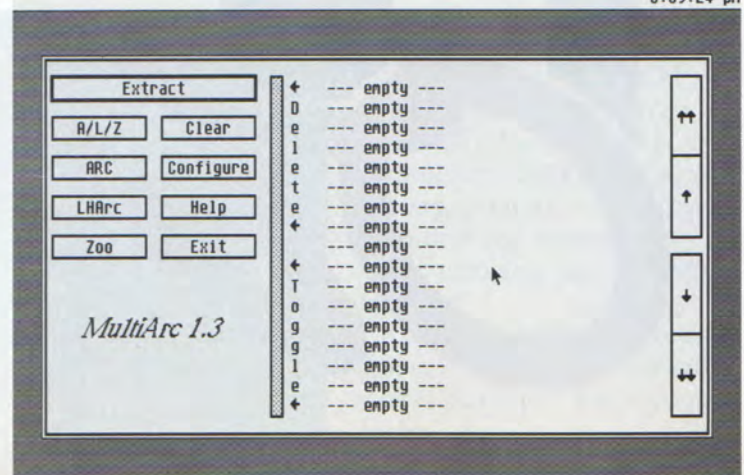 Extract
A/L/Z Clear
ARC Configure
LHArc Help
Zoo Exit
MultiArc 1.3
← --- empty ---
D --- empty ---
e --- empty ---
l --- empty ---
e --- empty ---
t --- empty ---
e --- empty ---
← --- empty ---
--- empty ---
← --- empty ---
T --- empty ---
o --- empty ---
g --- empty ---
g --- empty ---
l --- empty ---
e --- empty ---
← --- empty ---